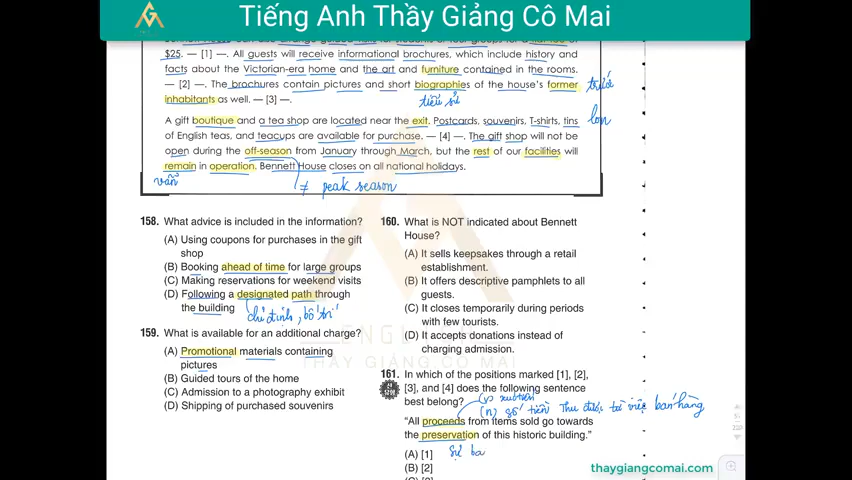 Tiếng Anh Thầy Giảng Cô Mai
$25. — [1] — All guests will receive informational brochures, which include history and
facts about the Victorian-era home and the art and furniture contained in the rooms.
— [2] — The brochures contain pictures and short biographies of the house's former
inhabitants as well. — [3] —.
tiểu sử
A gift boutique and a tea shop are located near the exit. Postcards, souvenirs, T-shirts, tins
lon
of English teas, and teacups are available for purchase. — [4] —. The gift shop will not be
open during the off-season from January through March, but the rest of our facilities will
remain in operation. Bennett House closes on all national holidays.
vẫn
≠ peak season
158. What advice is included in the information?
(A) Using coupons for purchases in the gift
shop
(B) Booking ahead of time for large groups
(C) Making reservations for weekend visits
(D) Following a designated path through
the building
chỉ định, bố trí
159. What is available for an additional charge?
(A) Promotional materials containing
pictures
(B) Guided tours of the home
(C) Admission to a photography exhibit
(D) Shipping of purchased souvenirs
160. What is NOT indicated about Bennett
House?
(A) It sells keepsakes through a retail
establishment.
(B) It offers descriptive pamphlets to all
guests.
(C) It closes temporarily during periods
with few tourists.
(D) It accepts donations instead of
charging admission.
161. In which of the positions marked [1], [2],
[3], and [4] does the following sentence
best belong?
(n) số tiền thu được từ việc bán hàng
"All proceeds from items sold go towards
the preservation of this historic building."
(A) [1]
sự ba
(B) [2]
ENGLISH
THẦY GIẢNG CÔ MAI
thaygiangcomai.com